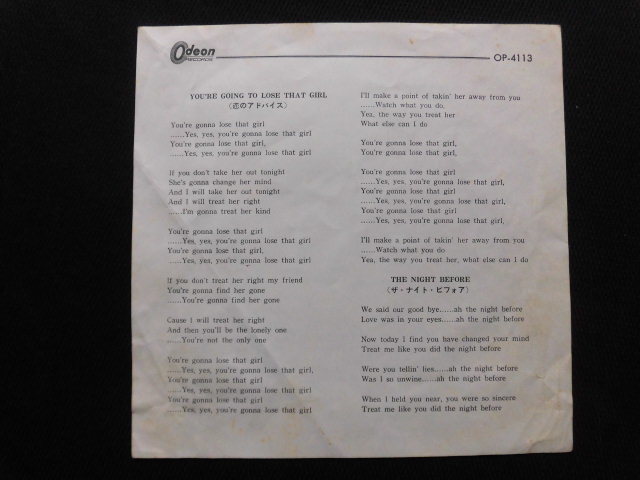 Odeon
RECORDS
OP-4113
YOU'RE GOING TO LOSE THAT GIRL
(恋のアドバイス)
You're gonna lose that girl
......Yes, yes, you're gonna lose that girl
You're gonna lose that girl,
......Yes, yes, you're gonna lose that girl
If you don't take her out tonight
She's gonna change her mind
And I will take her out tonight
And I will treat her right
......I'm gonna treat her kind
You're gonna lose that girl
......Yes, yes, you're gonna lose that girl
You're gonna lose that girl,
......Yes, yes, you're gonna lose that girl
If you don't treat her right my friend
You're gonna find her gone
......You're gonna find her gone
Cause I will treat her right
And then you'll be the lonely one
......You're not the only one
You're gonna lose that girl
......Yes, yes, you're gonna lose that girl,
You're gonna lose that girl
......Yes, yes, you're gonna lose that girl
You're gonna lose that girl
......Yes, yes, you're gonna lose that girl
I'll make a point of takin' her away from you
......Watch what you do,
Yea, the way you treat her
What else can I do
You're gonna lose that girl,
You're gonna lose that girl,
You're gonna lose that girl
......Yes, yes, you're gonna lose that girl,
You're gonna lose that girl
......Yes, yes, you're gonna lose that girl,
You're gonna lose that girl
......Yes, yes, you're gonna lose that girl,
I'll make a point of takin' her away from you
......Watch what you do
Yea, the way you treat her, what else can I do
THE NIGHT BEFORE
(ザ・ナイト・ビフォア)
We said our good bye......ah the night before
Love was in your eyes......ah the night before
Now today I find you have changed your mind
Treat me like you did the night before
Were you tellin' lies......ah the night before
Was I so unwine......ah the night before
When I held you near, you were so sincere
Treat me like you did the night before